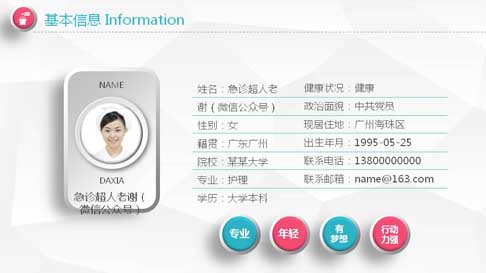 基本信息 Information
NAME
DAXIA
急诊超人老谢（
微信公众号）
姓名：急诊超人老
谢（微信公众号）
性别：女
籍贯：广东广州
院校：某某大学
专业：护理
学历：大学本科
健康状况：健康
政治面貌：中共党员
现居住地：广州海珠区
出生年月：1995-05-25
联系电话：13800000000
联系邮箱：name@163.com
专业
年轻
有
梦想
行动
力强